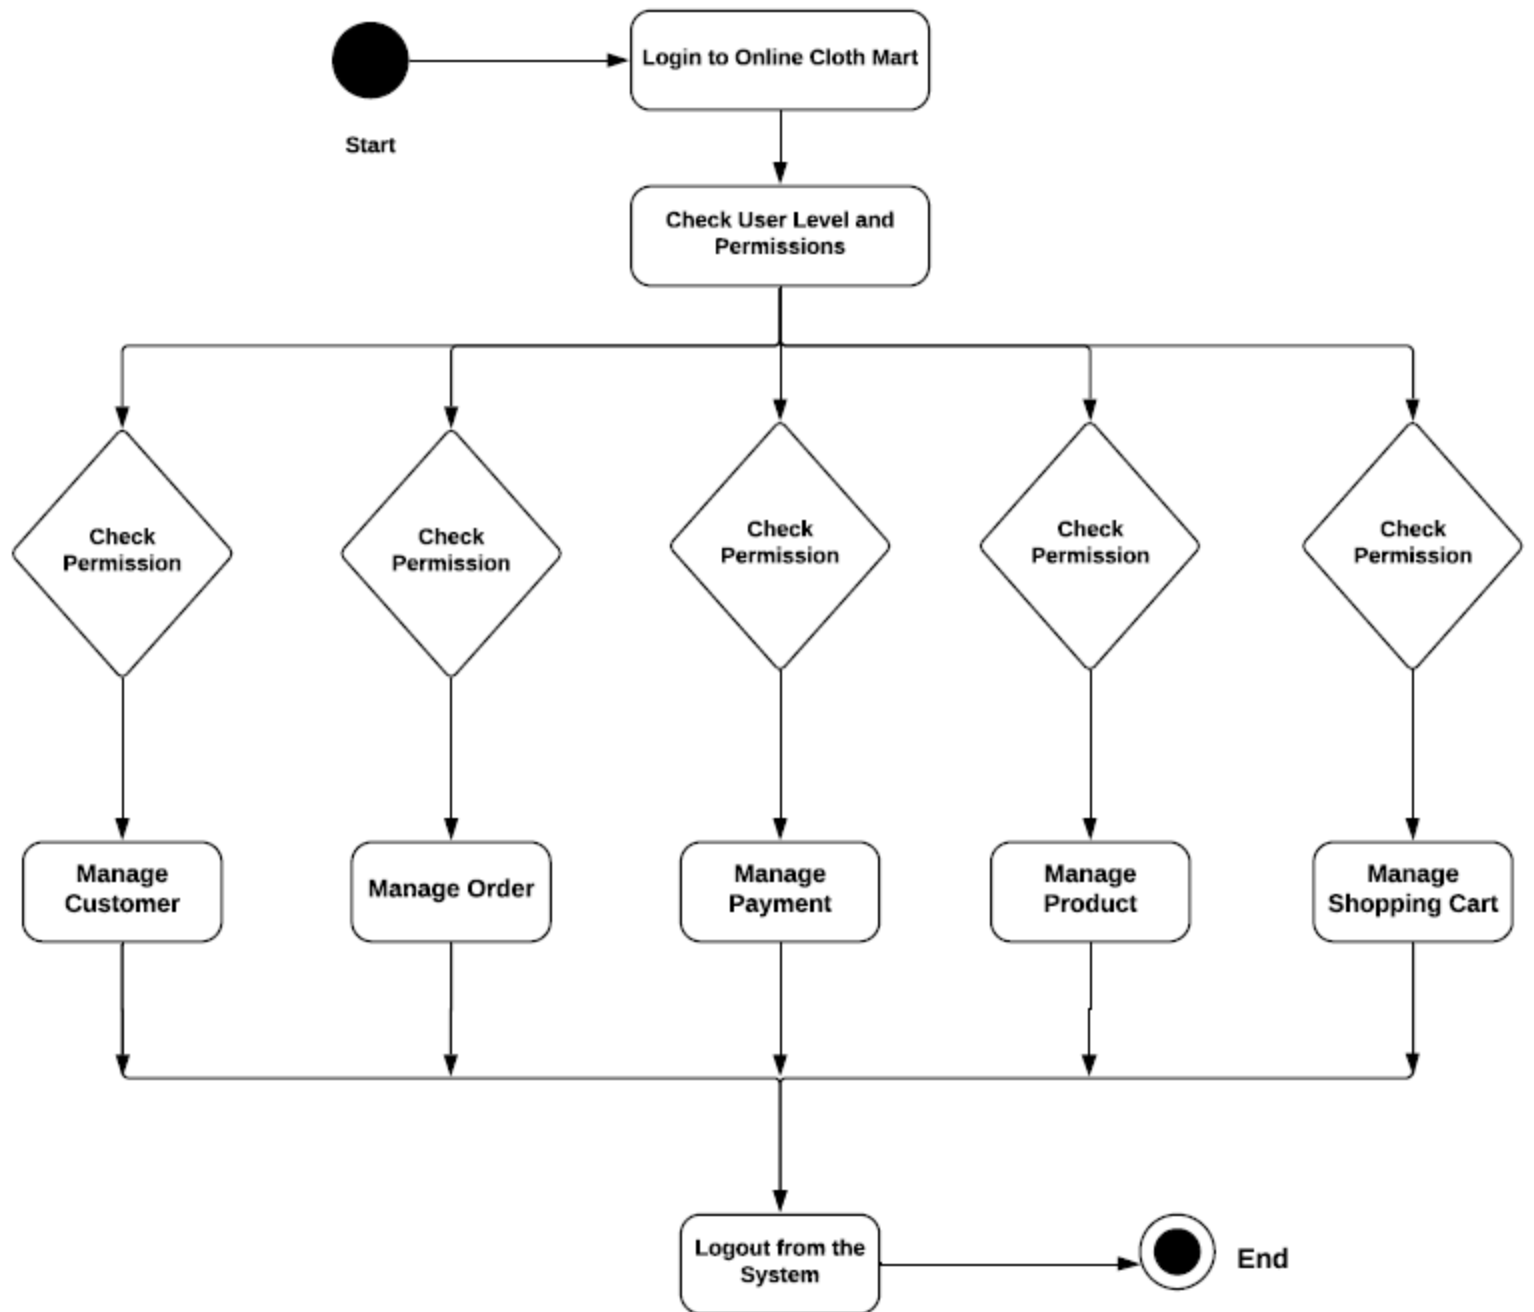 Login to Online Cloth Mart
Start
Check User Level and
Permissions
Check
Permission
Check
Permission
Check
Permission
Check
Permission
Check
Permission
Manage
Customer
Manage Order
Manage
Payment
Manage
Product
Manage
Shopping Cart
Logout from the
System
End